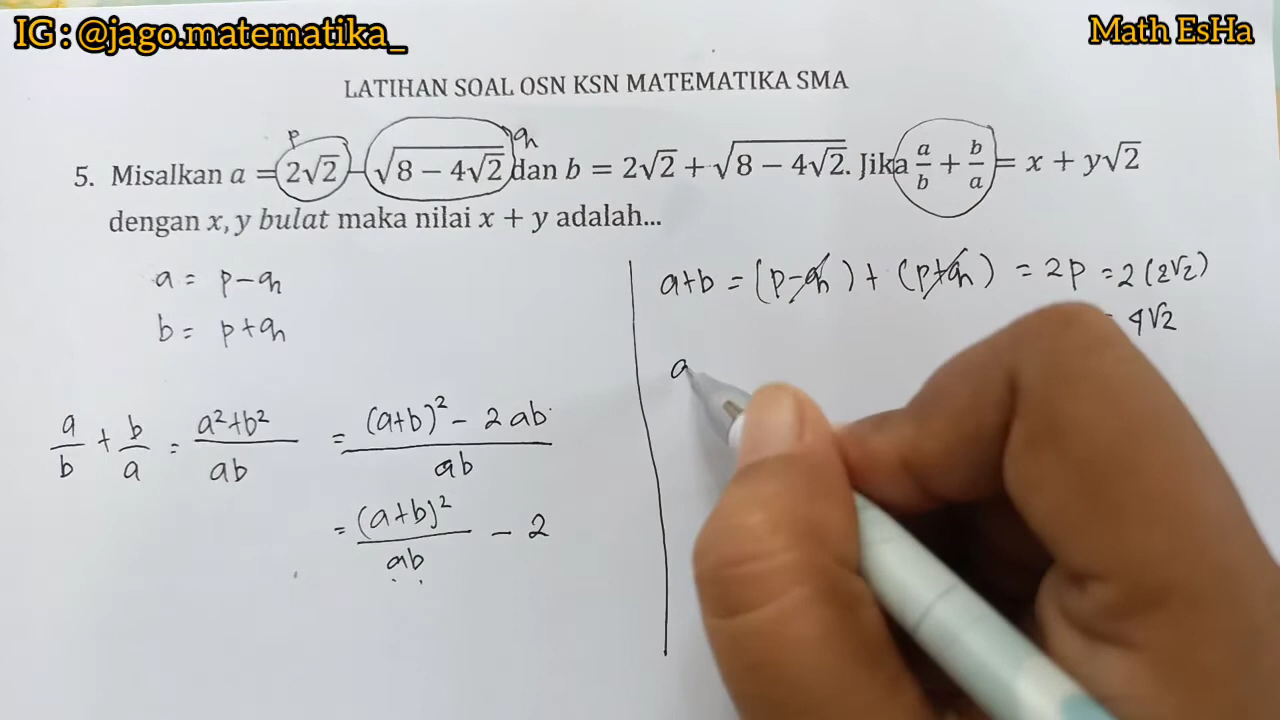 IG : @jago.matematika_
Math EsHa
LATIHAN SOAL OSN KSN MATEMATIKA SMA
p q
5. Misalkan a = 2√2 − √(8 − 4√2) dan b = 2√2 + √(8 − 4√2). Jika a/b + b/a = x + y√2
dengan x, y bulat maka nilai x + y adalah...
a = p − q
b = p + q
a/b + b/a = (a²+b²)/ab = ((a+b)² − 2ab)/ab
= (a+b)²/ab − 2
a+b = (p−q) + (p+q) = 2p = 2(2√2)
= 4√2
a